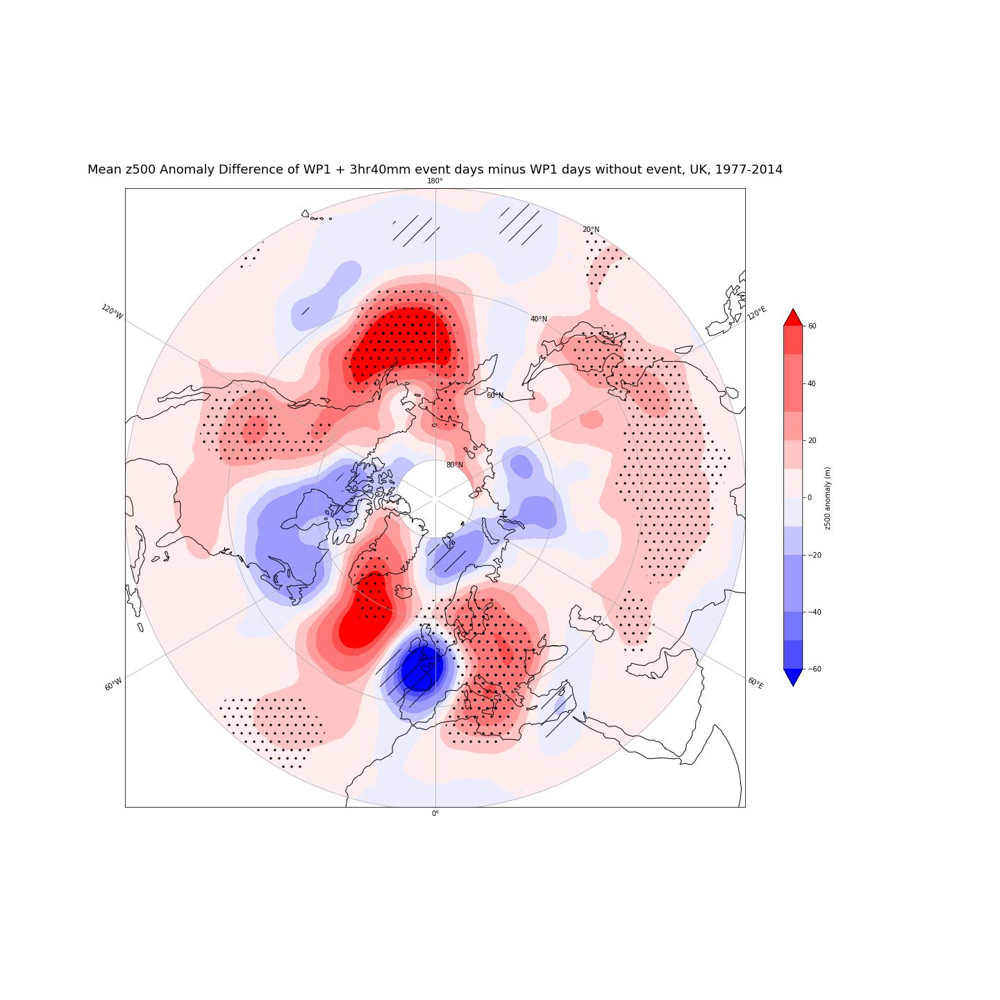 Mean z500 Anomaly Difference of WP1 + 3hr40mm event days minus WP1 days without event, UK, 1977-2014
180°
20°N
120°W
120°E
40°N
60
40
60°N
20
80°N
0
z500 anomaly (m)
−20
−40
−60
60°W
60°E
0°